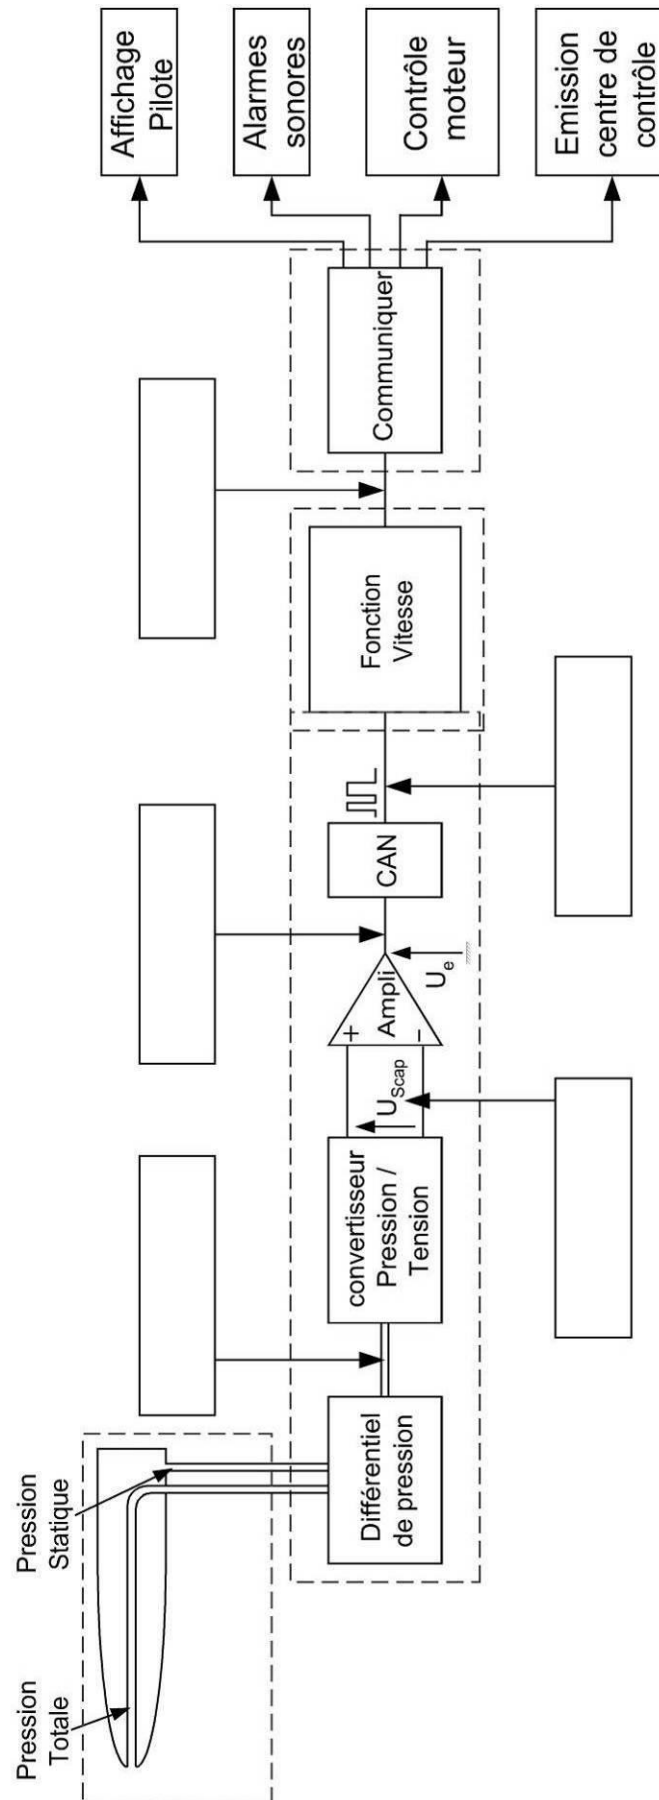 Pression
Totale
Pression
Statique
Différentiel
de pression
convertisseur
Pression /
Tension
U_Scap
+
-
Ampli
U_e
CAN
Fonction
Vitesse
Communiquer
Affichage
Pilote
Alarmes
sonores
Contrôle
moteur
Emission
centre de
contrôle